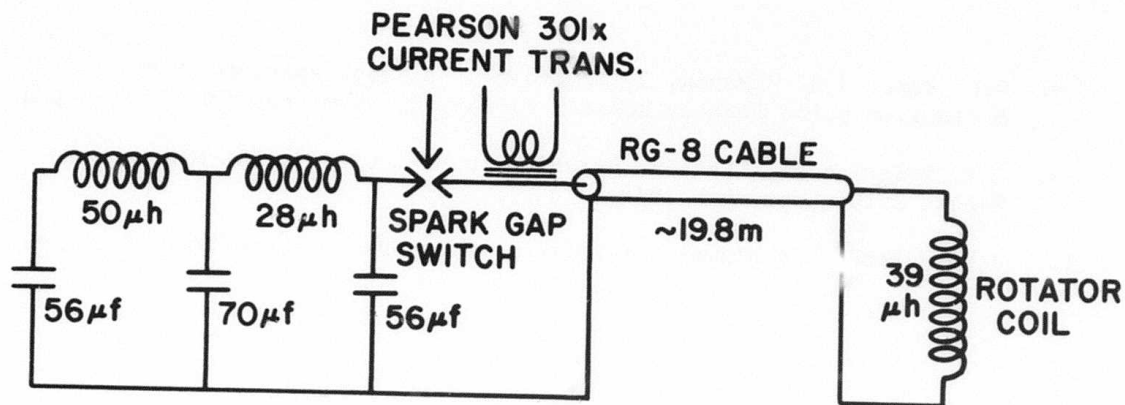 PEARSON 301x
CURRENT TRANS.
RG-8 CABLE
50μh
28μh
SPARK GAP
SWITCH
~19.8m
56μf
70μf
56μf
39
μh
ROTATOR
COIL